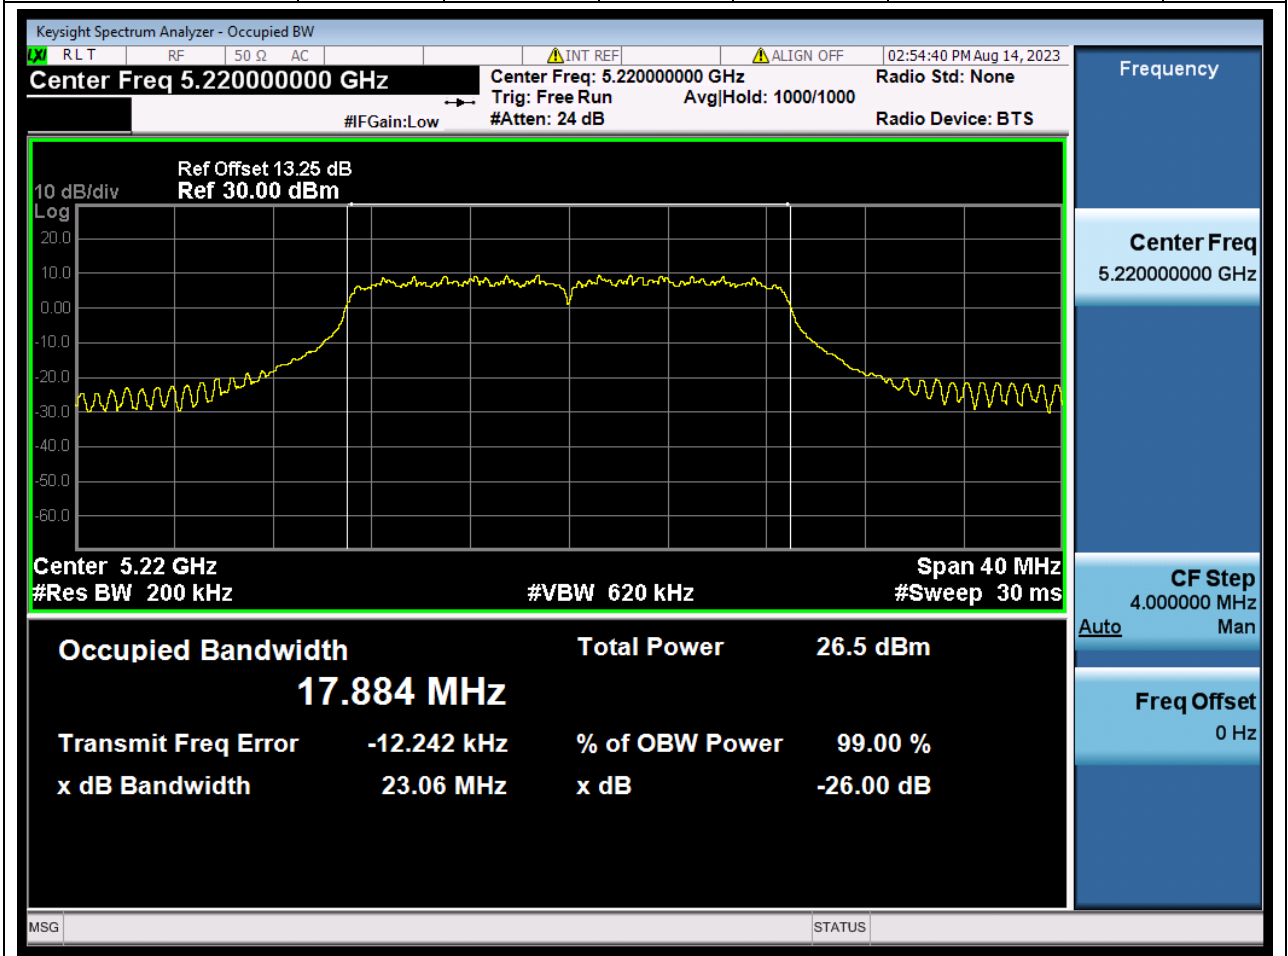 Keysight Spectrum Analyzer - Occupied BW
LXI RLT RF 50 Ω AC INT REF ALIGN OFF 02:54:40 PM Aug 14, 2023
Center Freq 5.220000000 GHz
Center Freq: 5.220000000 GHz Radio Std: None
Trig: Free Run Avg|Hold: 1000/1000
#IFGain:Low #Atten: 24 dB Radio Device: BTS
Ref Offset 13.25 dB
10 dB/div Ref 30.00 dBm
Log
20.0
10.0
0.00
-10.0
-20.0
-30.0
-40.0
-50.0
-60.0
Center 5.22 GHz Span 40 MHz
#Res BW 200 kHz #VBW 620 kHz #Sweep 30 ms
Occupied Bandwidth Total Power 26.5 dBm
17.884 MHz
Transmit Freq Error -12.242 kHz % of OBW Power 99.00 %
x dB Bandwidth 23.06 MHz x dB -26.00 dB
MSG STATUS
Frequency
Center Freq
5.220000000 GHz
CF Step
4.000000 MHz
Auto Man
Freq Offset
0 Hz